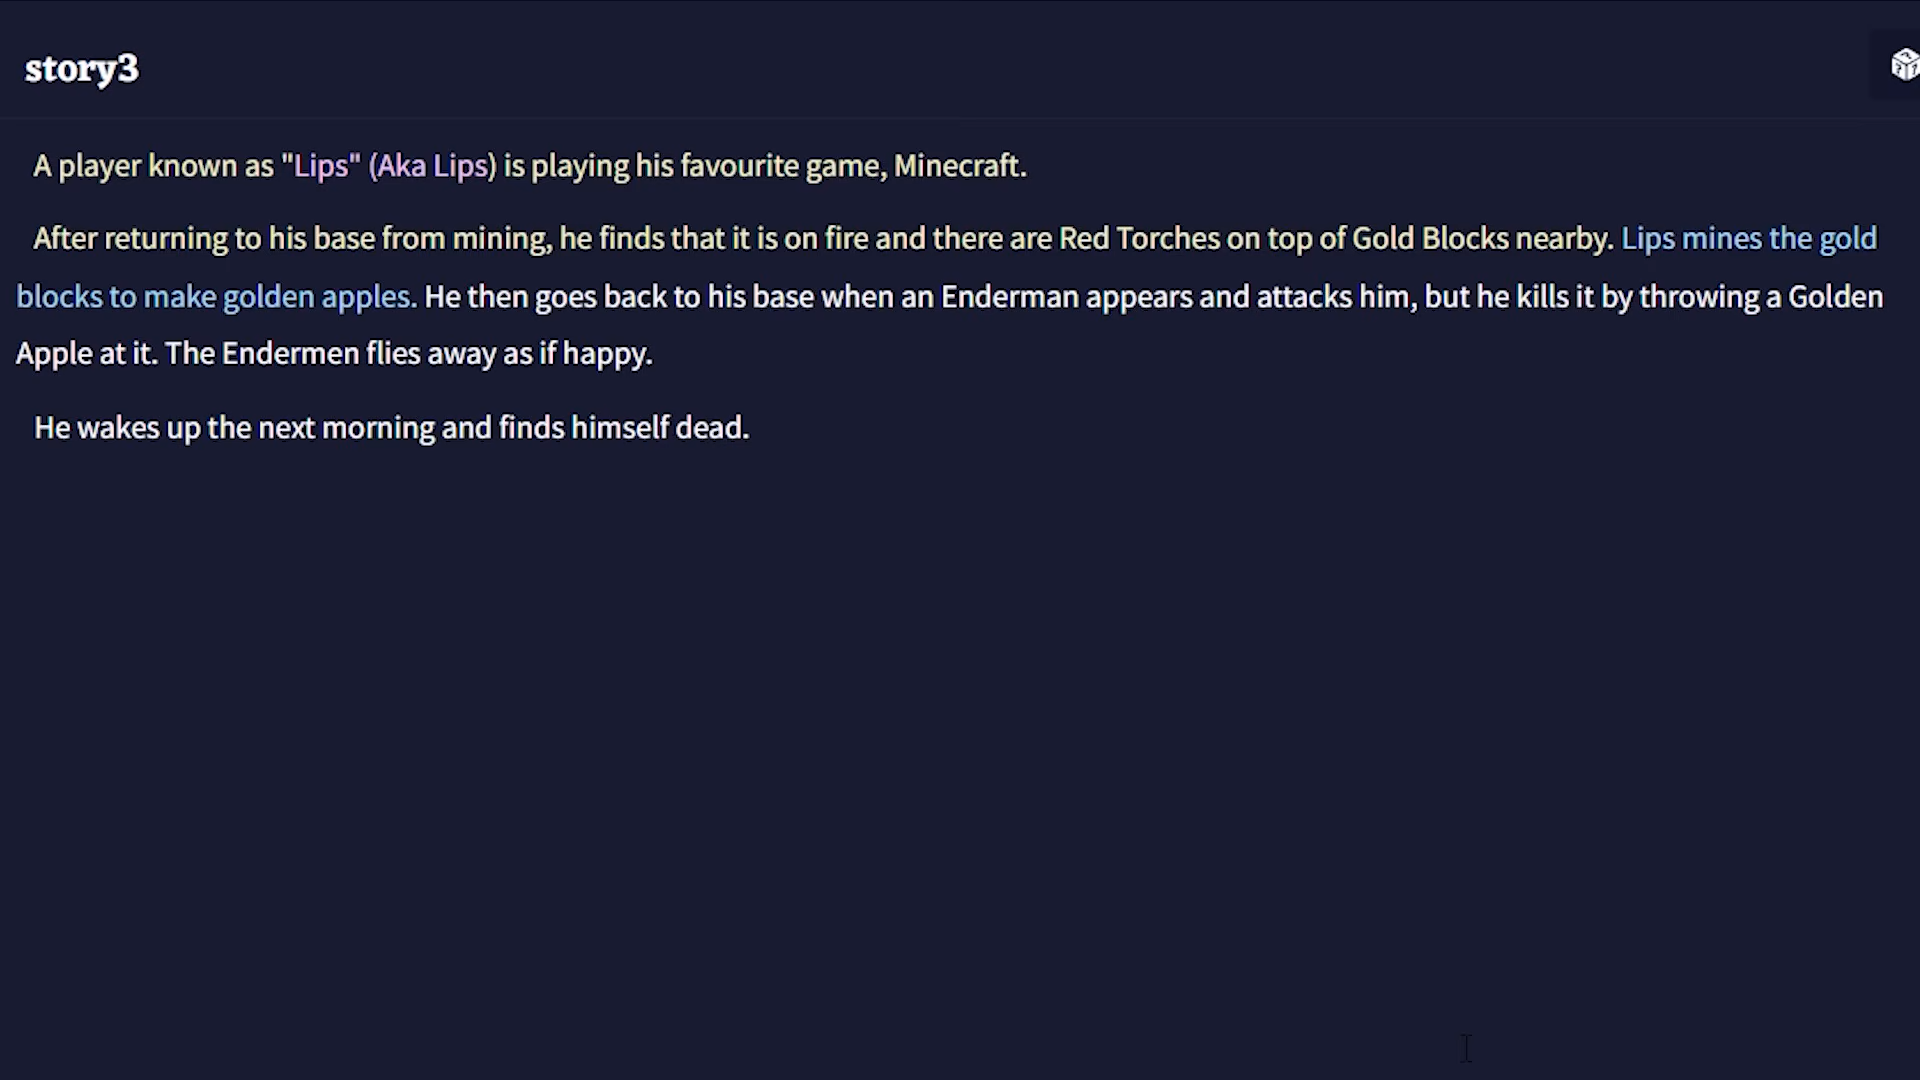 story3
A player known as "Lips" (Aka Lips) is playing his favourite game, Minecraft.
After returning to his base from mining, he finds that it is on fire and there are Red Torches on top of Gold Blocks nearby. Lips mines the gold
blocks to make golden apples. He then goes back to his base when an Enderman appears and attacks him, but he kills it by throwing a Golden
Apple at it. The Endermen flies away as if happy.
He wakes up the next morning and finds himself dead.